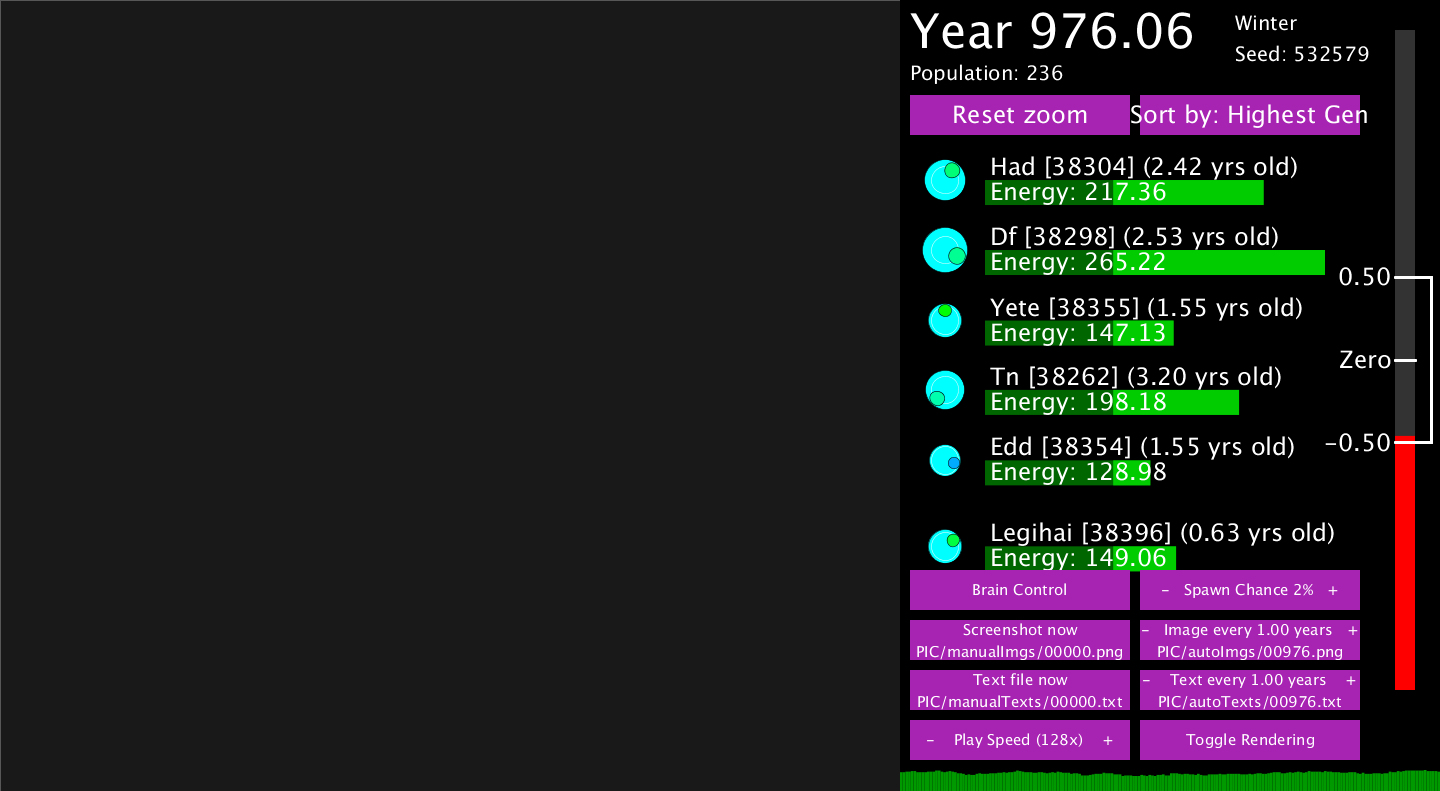 Year 976.06
Winter
Seed: 532579
Population: 236
Reset zoom
Sort by: Highest Gen
Had [38304] (2.42 yrs old)
Energy: 217.36
Df [38298] (2.53 yrs old)
Energy: 265.22
0.50
Yete [38355] (1.55 yrs old)
Energy: 147.13
Zero
Tn [38262] (3.20 yrs old)
Energy: 198.18
Edd [38354] (1.55 yrs old)
−0.50
Energy: 128.98
Legihai [38396] (0.63 yrs old)
Energy: 149.06
Brain Control
– Spawn Chance 2% +
Screenshot now
PIC/manualImgs/00000.png
– Image every 1.00 years +
PIC/autoImgs/00976.png
Text file now
PIC/manualTexts/00000.txt
– Text every 1.00 years +
PIC/autoTexts/00976.txt
– Play Speed (128x) +
Toggle Rendering